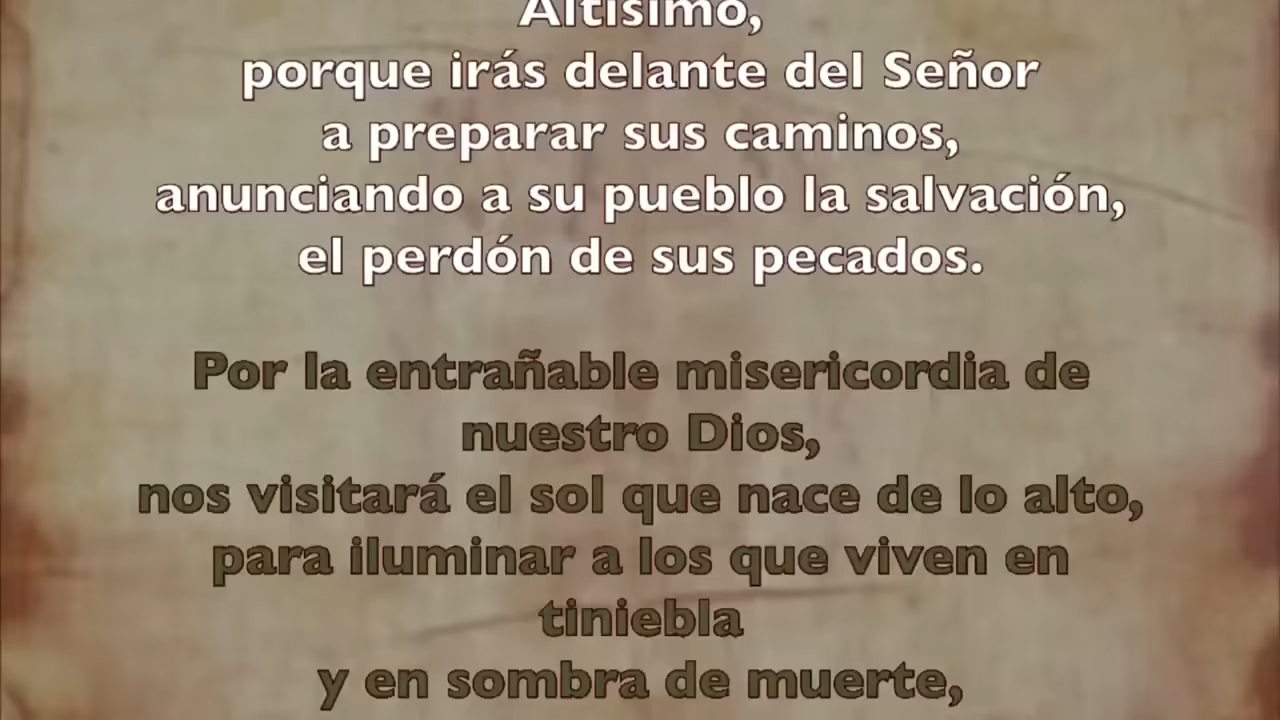 Altísimo,
porque irás delante del Señor
a preparar sus caminos,
anunciando a su pueblo la salvación,
el perdón de sus pecados.
Por la entrañable misericordia de
nuestro Dios,
nos visitará el sol que nace de lo alto,
para iluminar a los que viven en
tiniebla
y en sombra de muerte,